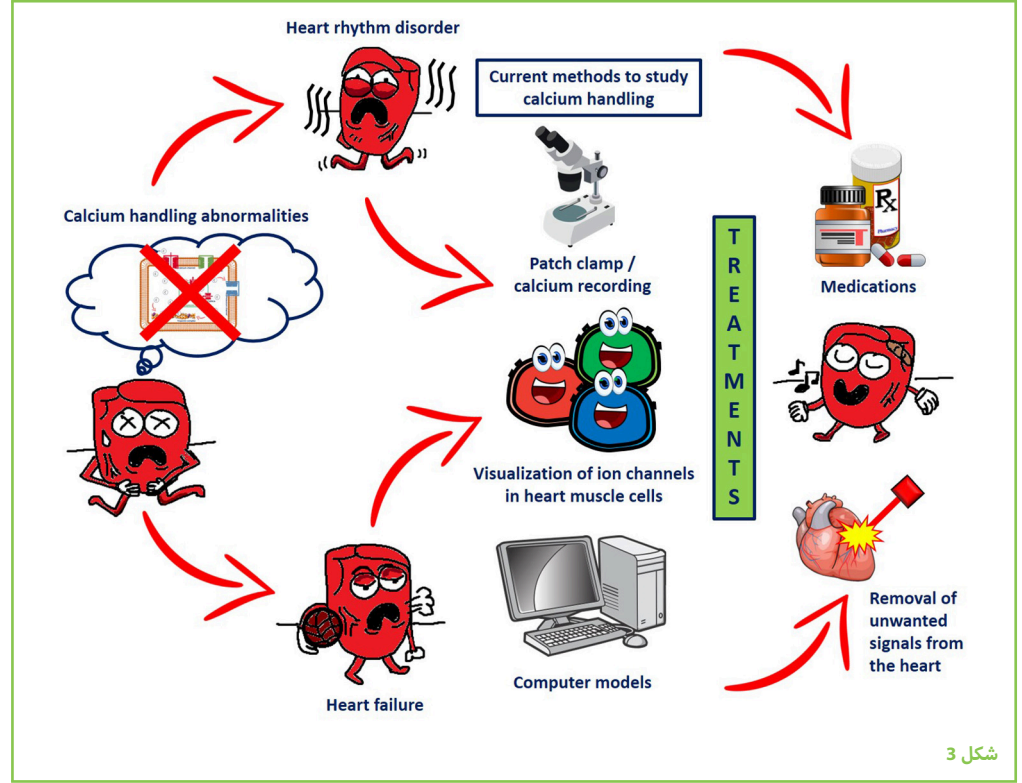 Heart rhythm disorder
Current methods to study
calcium handling
Calcium handling abnormalities
Patch clamp /
calcium recording
Rx
Pharmacy
Medications
T
R
E
A
T
M
E
N
T
S
Visualization of ion channels
in heart muscle cells
Heart failure
Computer models
Removal of
unwanted
signals from
the heart
شكل 3